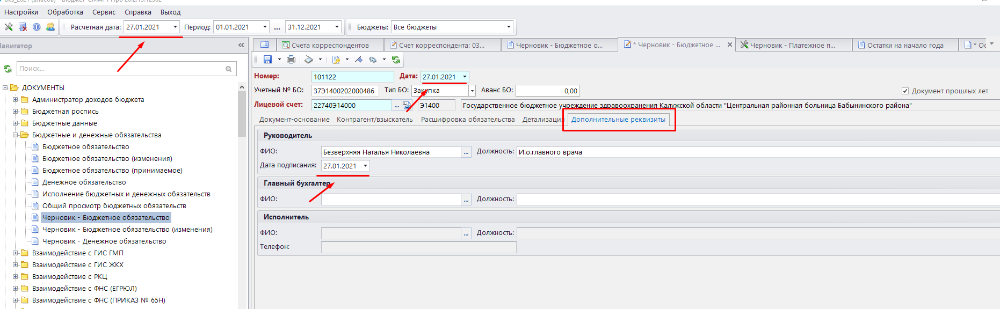 Настройки Обработка Сервис Справка Выход
Расчетная дата: 27.01.2021 Период: 01.01.2021 ... 31.12.2021 Бюджеты: Все бюджеты
Навигатор
Поиск...
ДОКУМЕНТЫ
Администратор доходов бюджета
Бюджетная роспись
Бюджетные данные
Бюджетные и денежные обязательства
Бюджетное обязательство
Бюджетное обязательство (изменения)
Бюджетное обязательство (принимаемое)
Денежное обязательство
Исполнение бюджетных и денежных обязательств
Общий просмотр бюджетных обязательств
Черновик - Бюджетное обязательство
Черновик - Бюджетное обязательство (изменения)
Черновик - Денежное обязательство
Взаимодействие с ГИС ГМП
Взаимодействие с ГИС ЖКХ
Взаимодействие с РКЦ
Взаимодействие с ФНС (ЕГРЮЛ)
Взаимодействие с ФНС (ПРИКАЗ № 65Н)
Счета корреспондентов Счет корреспондента: 03... Черновик - Бюджетное о... * Черновик - Бюджетное ... Черновик - Платежное п... Остатки на начало года
Номер: 101122 Дата: 27.01.2021
Учетный № БО: 37Э1400202000486 Тип БО: Закупка Аванс БО: 0,00 Документ прошлых лет
Лицевой счет: 22740Э14000 ... Э1400 Государственное бюджетное учреждение здравоохранения Калужской области "Центральная районная больница Бабынинского района"
Документ-основание Контрагент/взыскатель Расшифровка обязательства Детализация Дополнительные реквизиты
Руководитель
ФИО: Безверхняя Наталья Николаевна ... Должность: И.о.главного врача
Дата подписания: 27.01.2021
Главный бухгалтер
ФИО: ... Должность:
Исполнитель
ФИО: ... Должность:
Телефон: